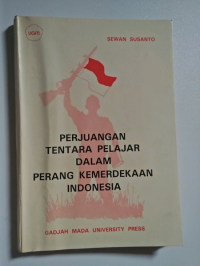 SEWAN SUSANTO
PERJUANGAN
TENTARA PELAJAR
DALAM
PERANG KEMERDEKAAN
INDONESIA
GADJAH MADA UNIVERSITY PRESS